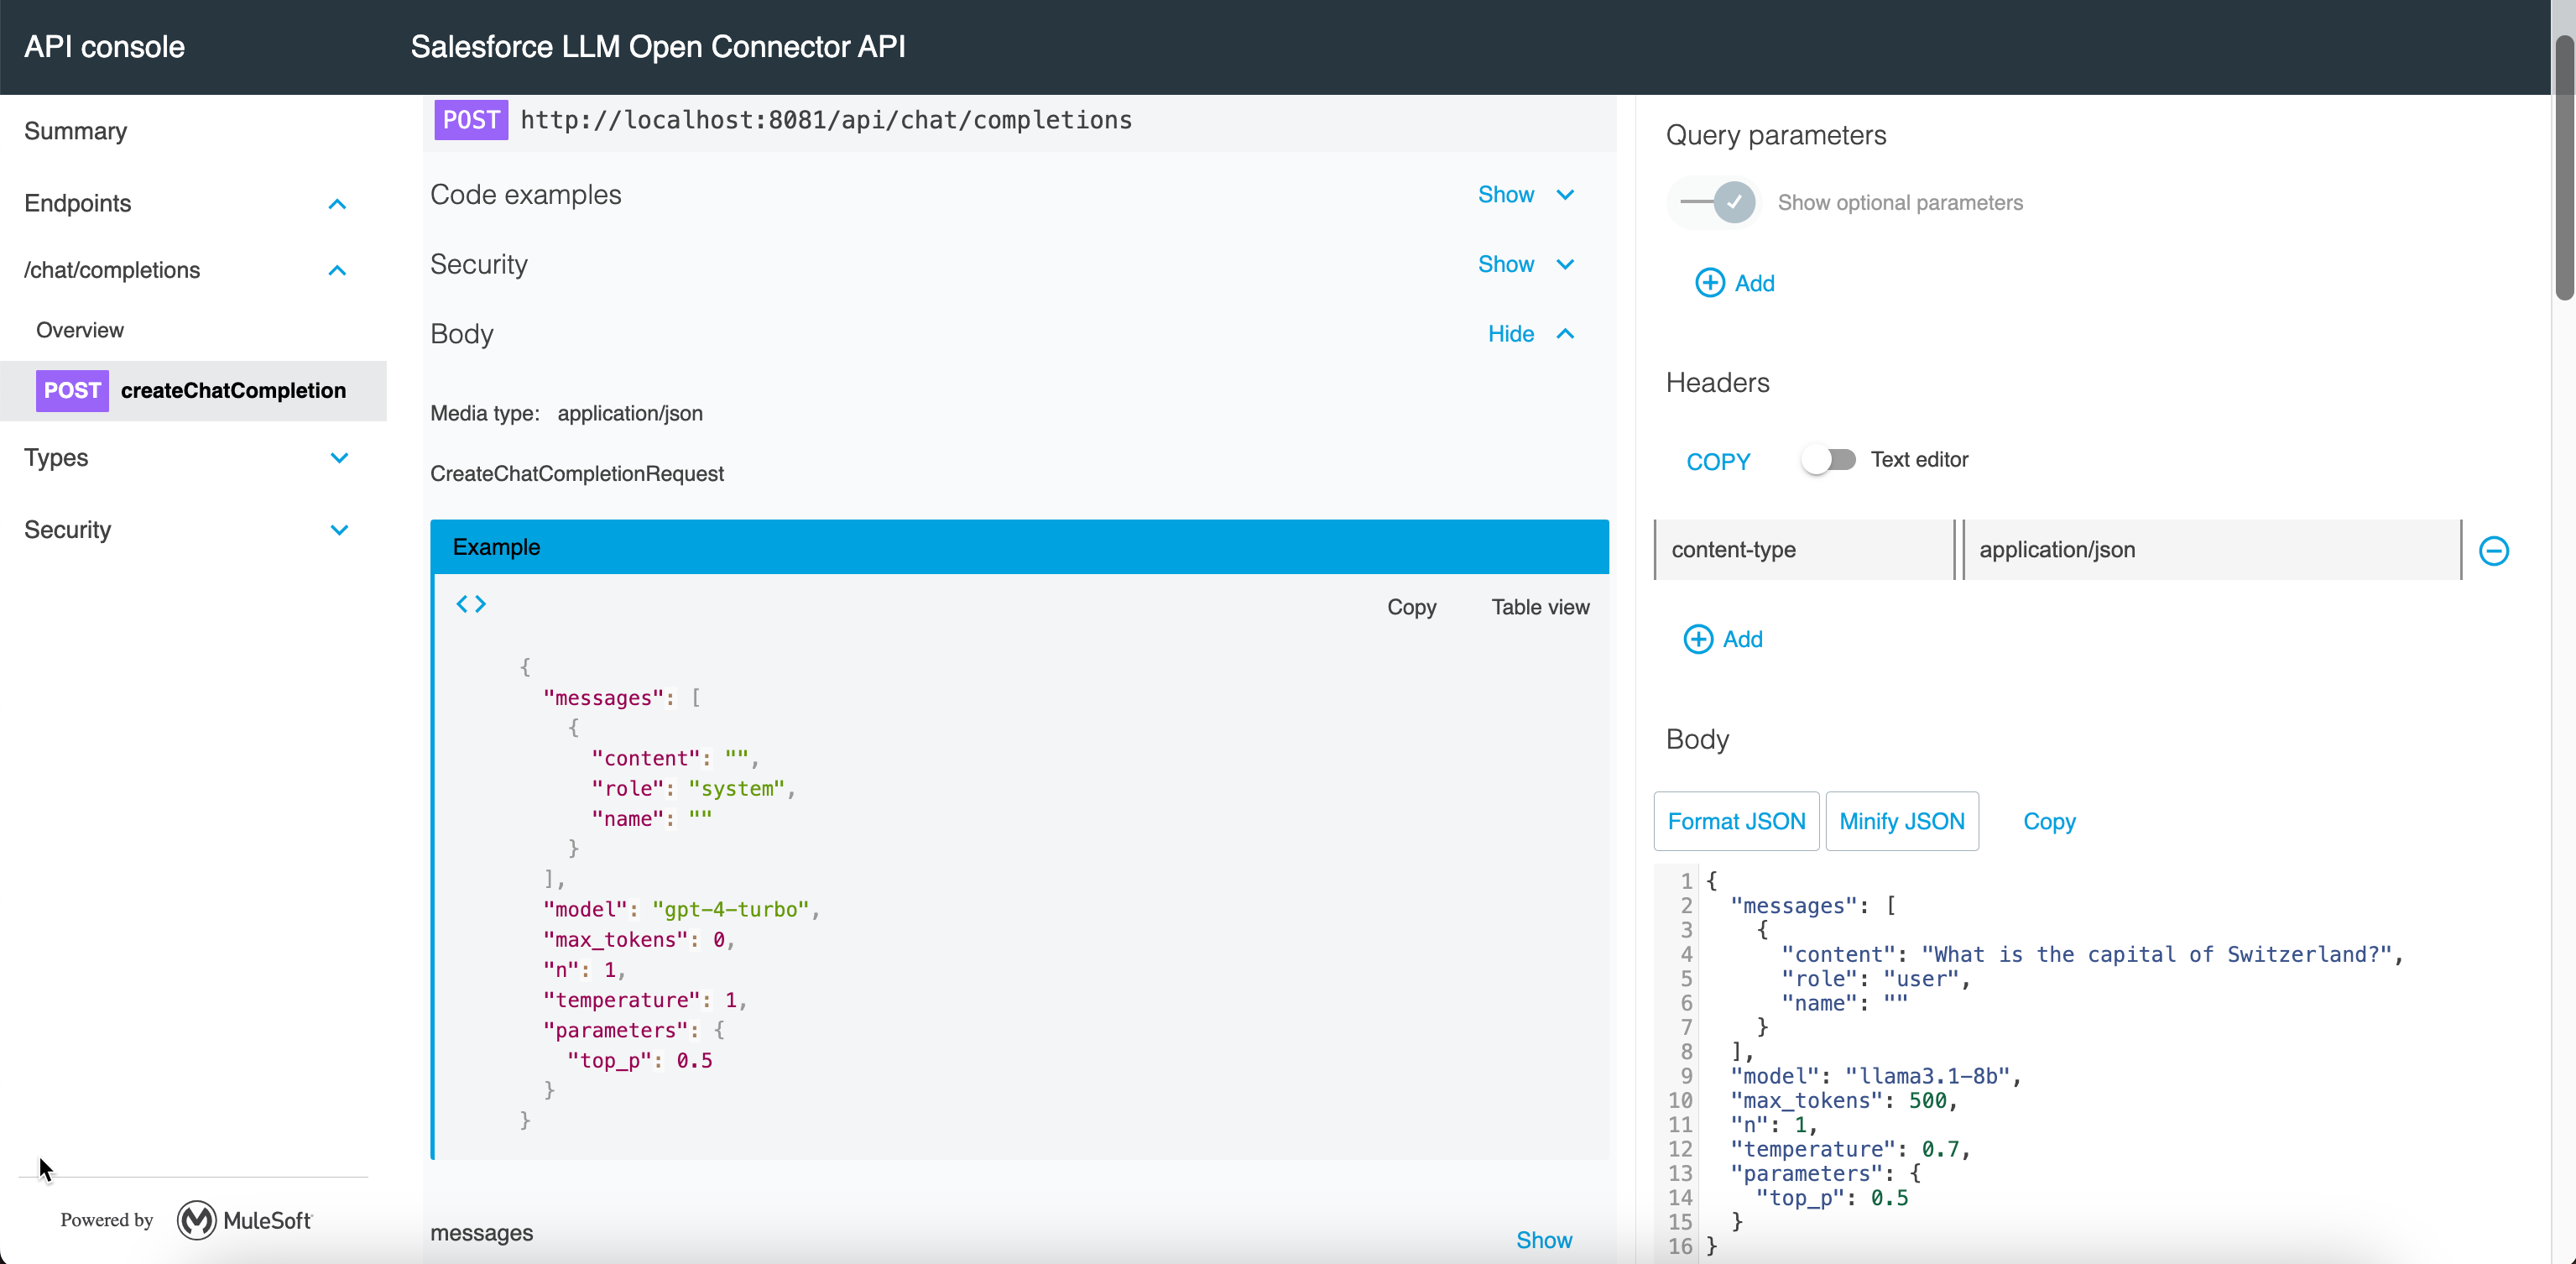 API console
Salesforce LLM Open Connector API
Summary
Endpoints
/chat/completions
Overview
POST createChatCompletion
Types
Security
Powered by MuleSoft
POST http://localhost:8081/api/chat/completions
Code examples Show
Security Show
Body Hide
Media type: application/json
CreateChatCompletionRequest
Example
<> Copy Table view
{
"messages": [
{
"content": "",
"role": "system",
"name": ""
}
],
"model": "gpt-4-turbo",
"max_tokens": 0,
"n": 1,
"temperature": 1,
"parameters": {
"top_p": 0.5
}
}
messages Show
Query parameters
Show optional parameters
Add
Headers
COPY Text editor
content-type application/json
Add
Body
Format JSON Minify JSON Copy
1 {
2 "messages": [
3 {
4 "content": "What is the capital of Switzerland?",
5 "role": "user",
6 "name": ""
7 }
8 ],
9 "model": "llama3.1-8b",
10 "max_tokens": 500,
11 "n": 1,
12 "temperature": 0.7,
13 "parameters": {
14 "top_p": 0.5
15 }
16 }